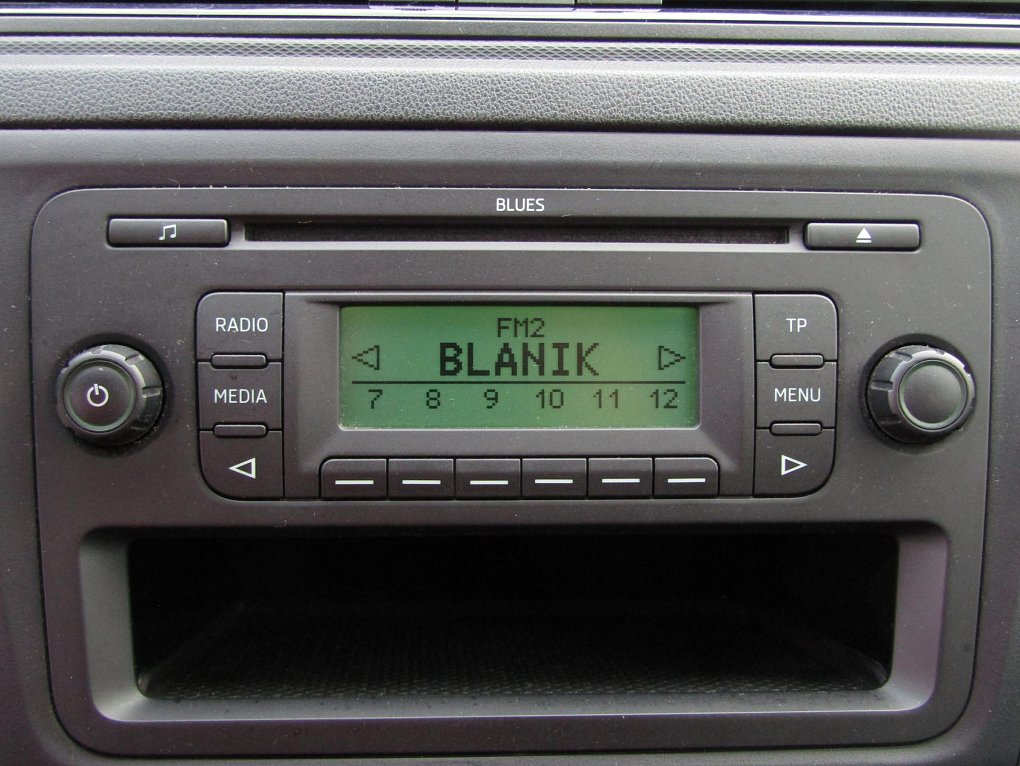 BLUES
RADIO
MEDIA
FM2
BLANIK
7 8 9 10 11 12
TP
MENU